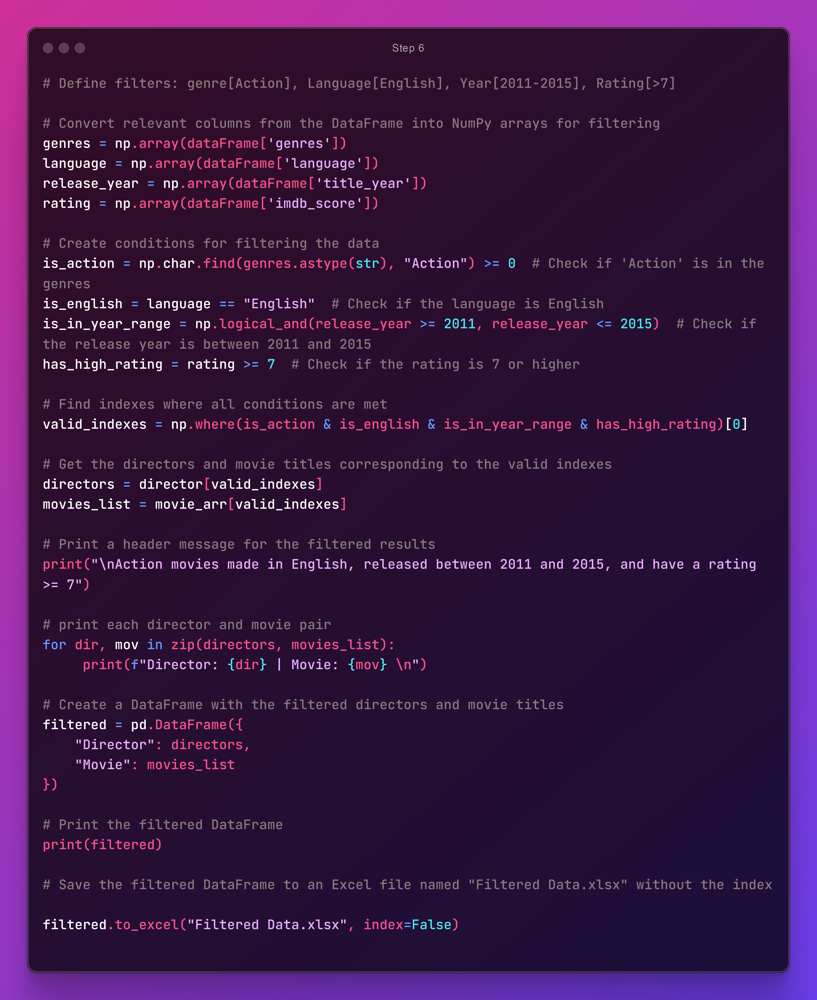 Step 6
# Define filters: genre[Action], Language[English], Year[2011-2015], Rating[>7]
# Convert relevant columns from the DataFrame into NumPy arrays for filtering
genres = np.array(dataFrame['genres'])
language = np.array(dataFrame['language'])
release_year = np.array(dataFrame['title_year'])
rating = np.array(dataFrame['imdb_score'])
# Create conditions for filtering the data
is_action = np.char.find(genres.astype(str), "Action") >= 0  # Check if 'Action' is in the
genres
is_english = language == "English"  # Check if the language is English
is_in_year_range = np.logical_and(release_year >= 2011, release_year <= 2015)  # Check if
the release year is between 2011 and 2015
has_high_rating = rating >= 7  # Check if the rating is 7 or higher
# Find indexes where all conditions are met
valid_indexes = np.where(is_action & is_english & is_in_year_range & has_high_rating)[0]
# Get the directors and movie titles corresponding to the valid indexes
directors = director[valid_indexes]
movies_list = movie_arr[valid_indexes]
# Print a header message for the filtered results
print("\nAction movies made in English, released between 2011 and 2015, and have a rating
>= 7")
# print each director and movie pair
for dir, mov in zip(directors, movies_list):
     print(f"Director: {dir} | Movie: {mov} \n")
# Create a DataFrame with the filtered directors and movie titles
filtered = pd.DataFrame({
    "Director": directors,
    "Movie": movies_list
})
# Print the filtered DataFrame
print(filtered)
# Save the filtered DataFrame to an Excel file named "Filtered Data.xlsx" without the index
filtered.to_excel("Filtered Data.xlsx", index=False)